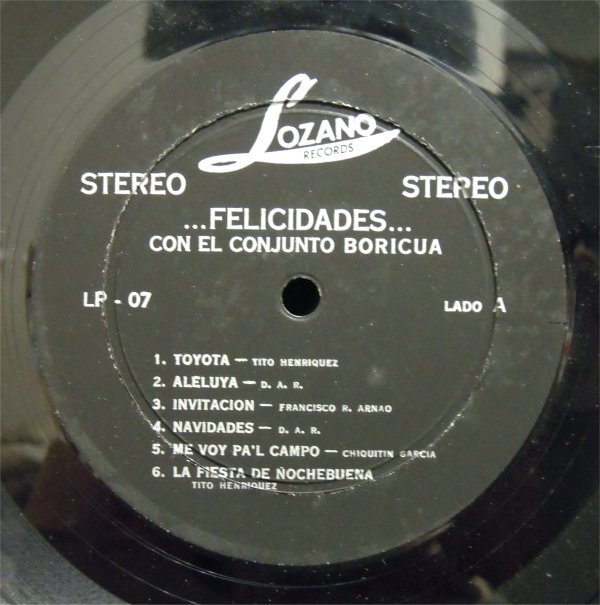 LOZANO
RECORDS
STEREO STEREO
...FELICIDADES...
CON EL CONJUNTO BORICUA
LP - 07 LADO A
1. TOYOTA — TITO HENRIQUEZ
2. ALELUYA — D. A. R.
3. INVITACION — FRANCISCO R. ARNAO
4. NAVIDADES — D. A. R.
5. ME VOY PA'L CAMPO — CHIQUITIN GARCIA
6. LA FIESTA DE NOCHEBUENA
TITO HENRIQUEZ